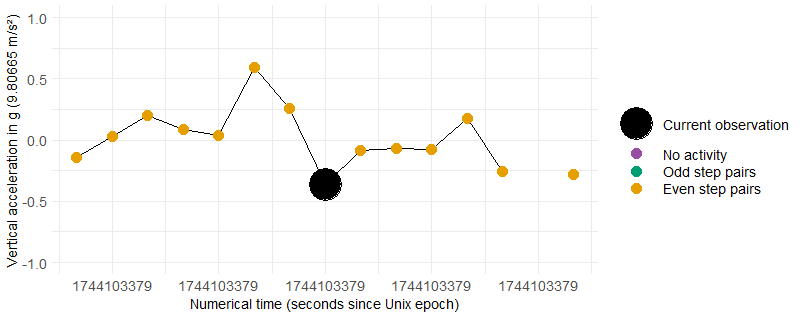 Vertical acceleration in g (9.80665 m/s²)
1.0
0.5
0.0
-0.5
-1.0
1744103379 1744103379 1744103379 1744103379 1744103379
Numerical time (seconds since Unix epoch)
Current observation
No activity
Odd step pairs
Even step pairs